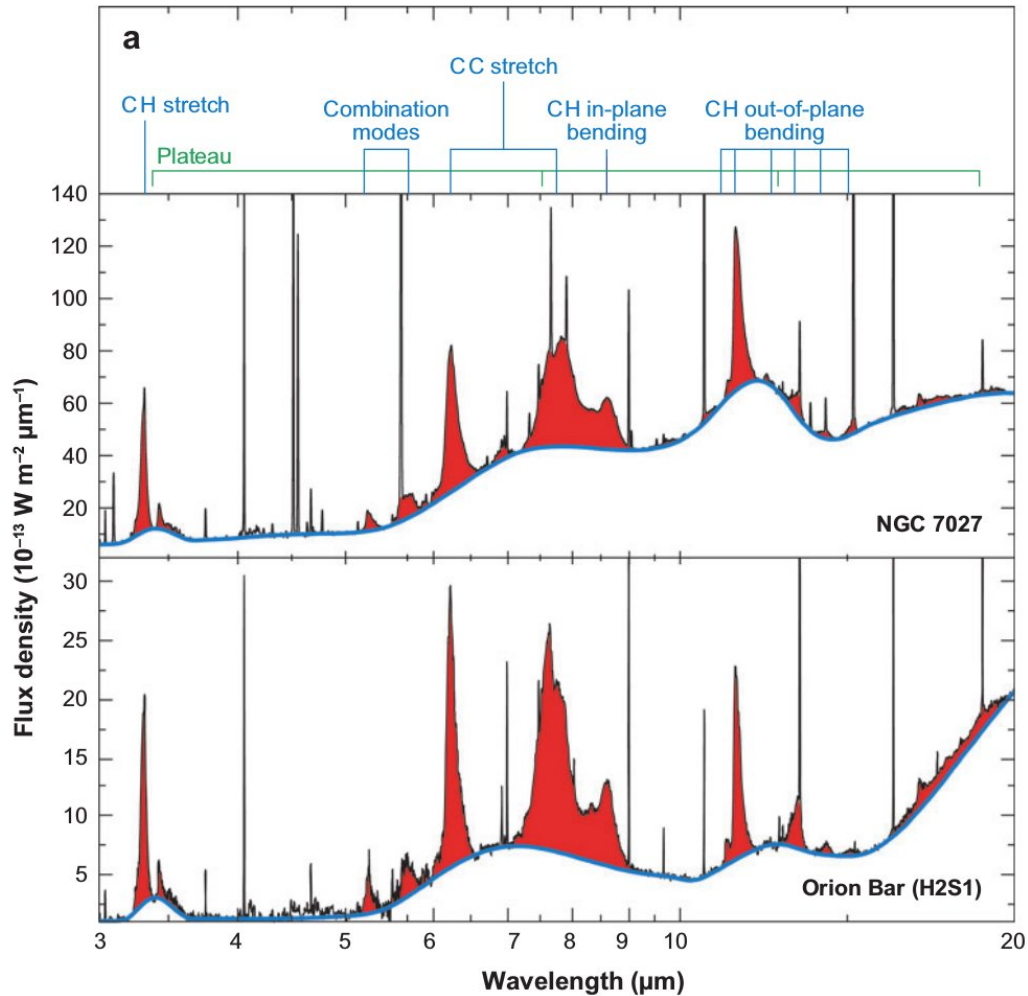 a
CC stretch
CH stretch
Combination
modes
CH in-plane
bending
CH out-of-plane
bending
Plateau
140
120
100
80
60
40
20
NGC 7027
Flux density (10⁻¹³ W m⁻² μm⁻¹)
30
25
20
15
10
5
Orion Bar (H2S1)
3 4 5 6 7 8 9 10 20
Wavelength (μm)